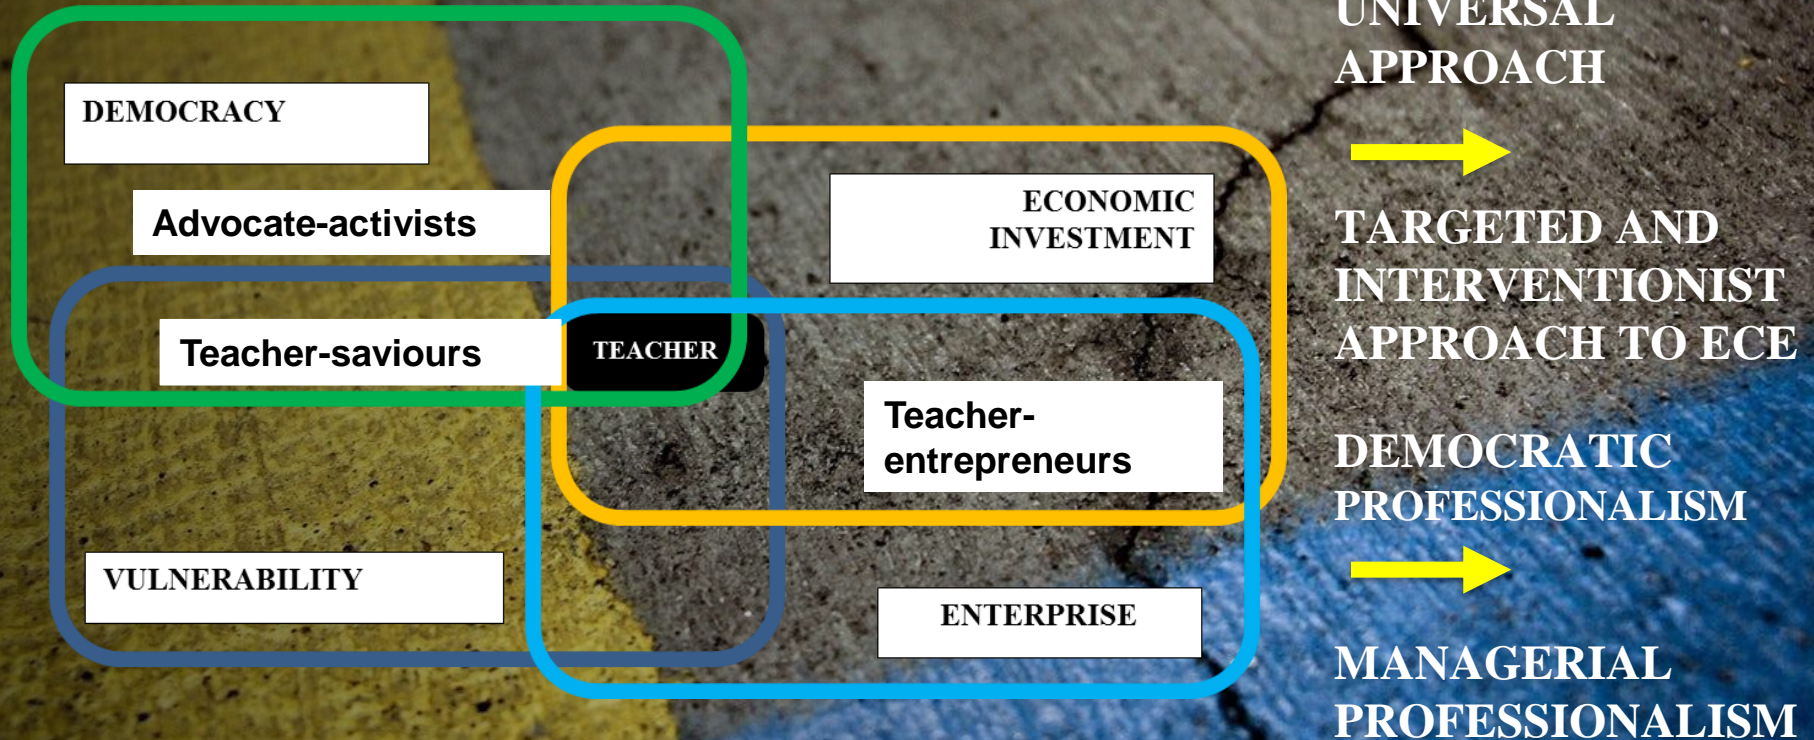 DEMOCRACY
Advocate-activists
Teacher-saviours
VULNERABILITY
TEACHER
ECONOMIC
INVESTMENT
Teacher-
entrepreneurs
ENTERPRISE
UNIVERSAL
APPROACH
TARGETED AND
INTERVENTIONIST
APPROACH TO ECE
DEMOCRATIC
PROFESSIONALISM
MANAGERIAL
PROFESSIONALISM